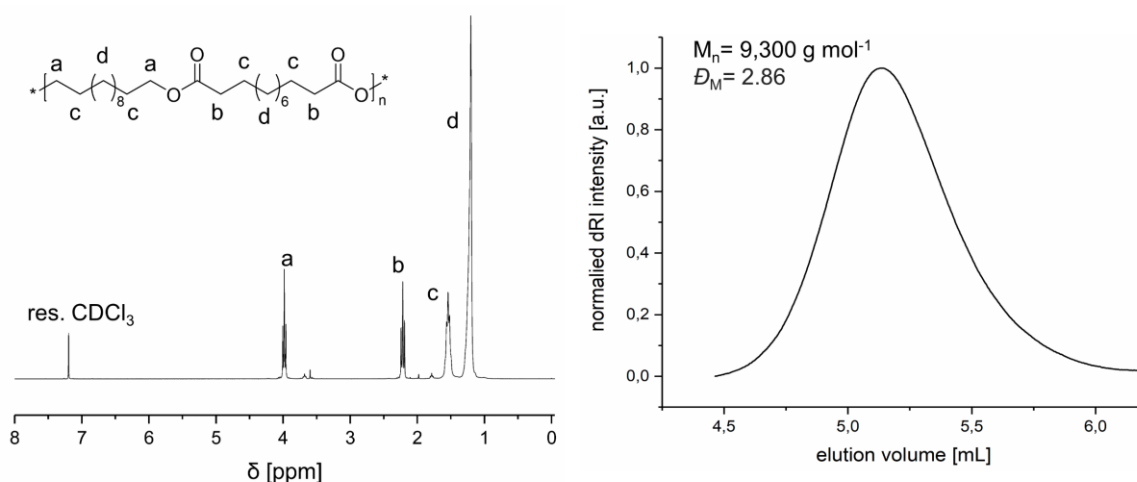 d
a a O c c O
* [ ( )8 O ( )6 O ]n *
c c b d b
d
a
b
c
res. CDCl3
8 7 6 5 4 3 2 1 0
δ [ppm]
Mn= 9,300 g mol-1
ĐM= 2.86
normalied dRI intensity [a.u.]
1,0
0,8
0,6
0,4
0,2
0,0
4,5 5,0 5,5 6,0
elution volume [mL]